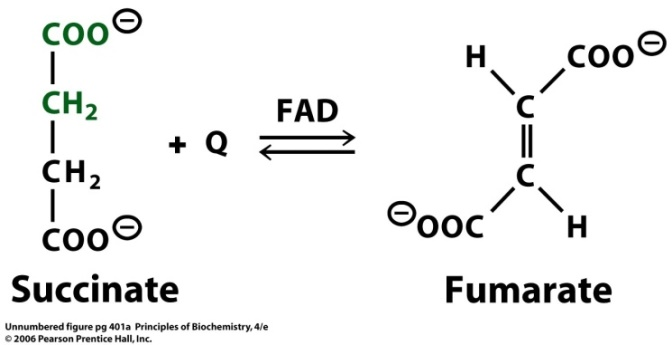 COO⊖
CH₂
CH₂
COO⊖
Succinate
+ Q
FAD
H
COO⊖
C
C
⊖OOC
H
Fumarate
Unnumbered figure pg 401a Principles of Biochemistry, 4/e
© 2006 Pearson Prentice Hall, Inc.